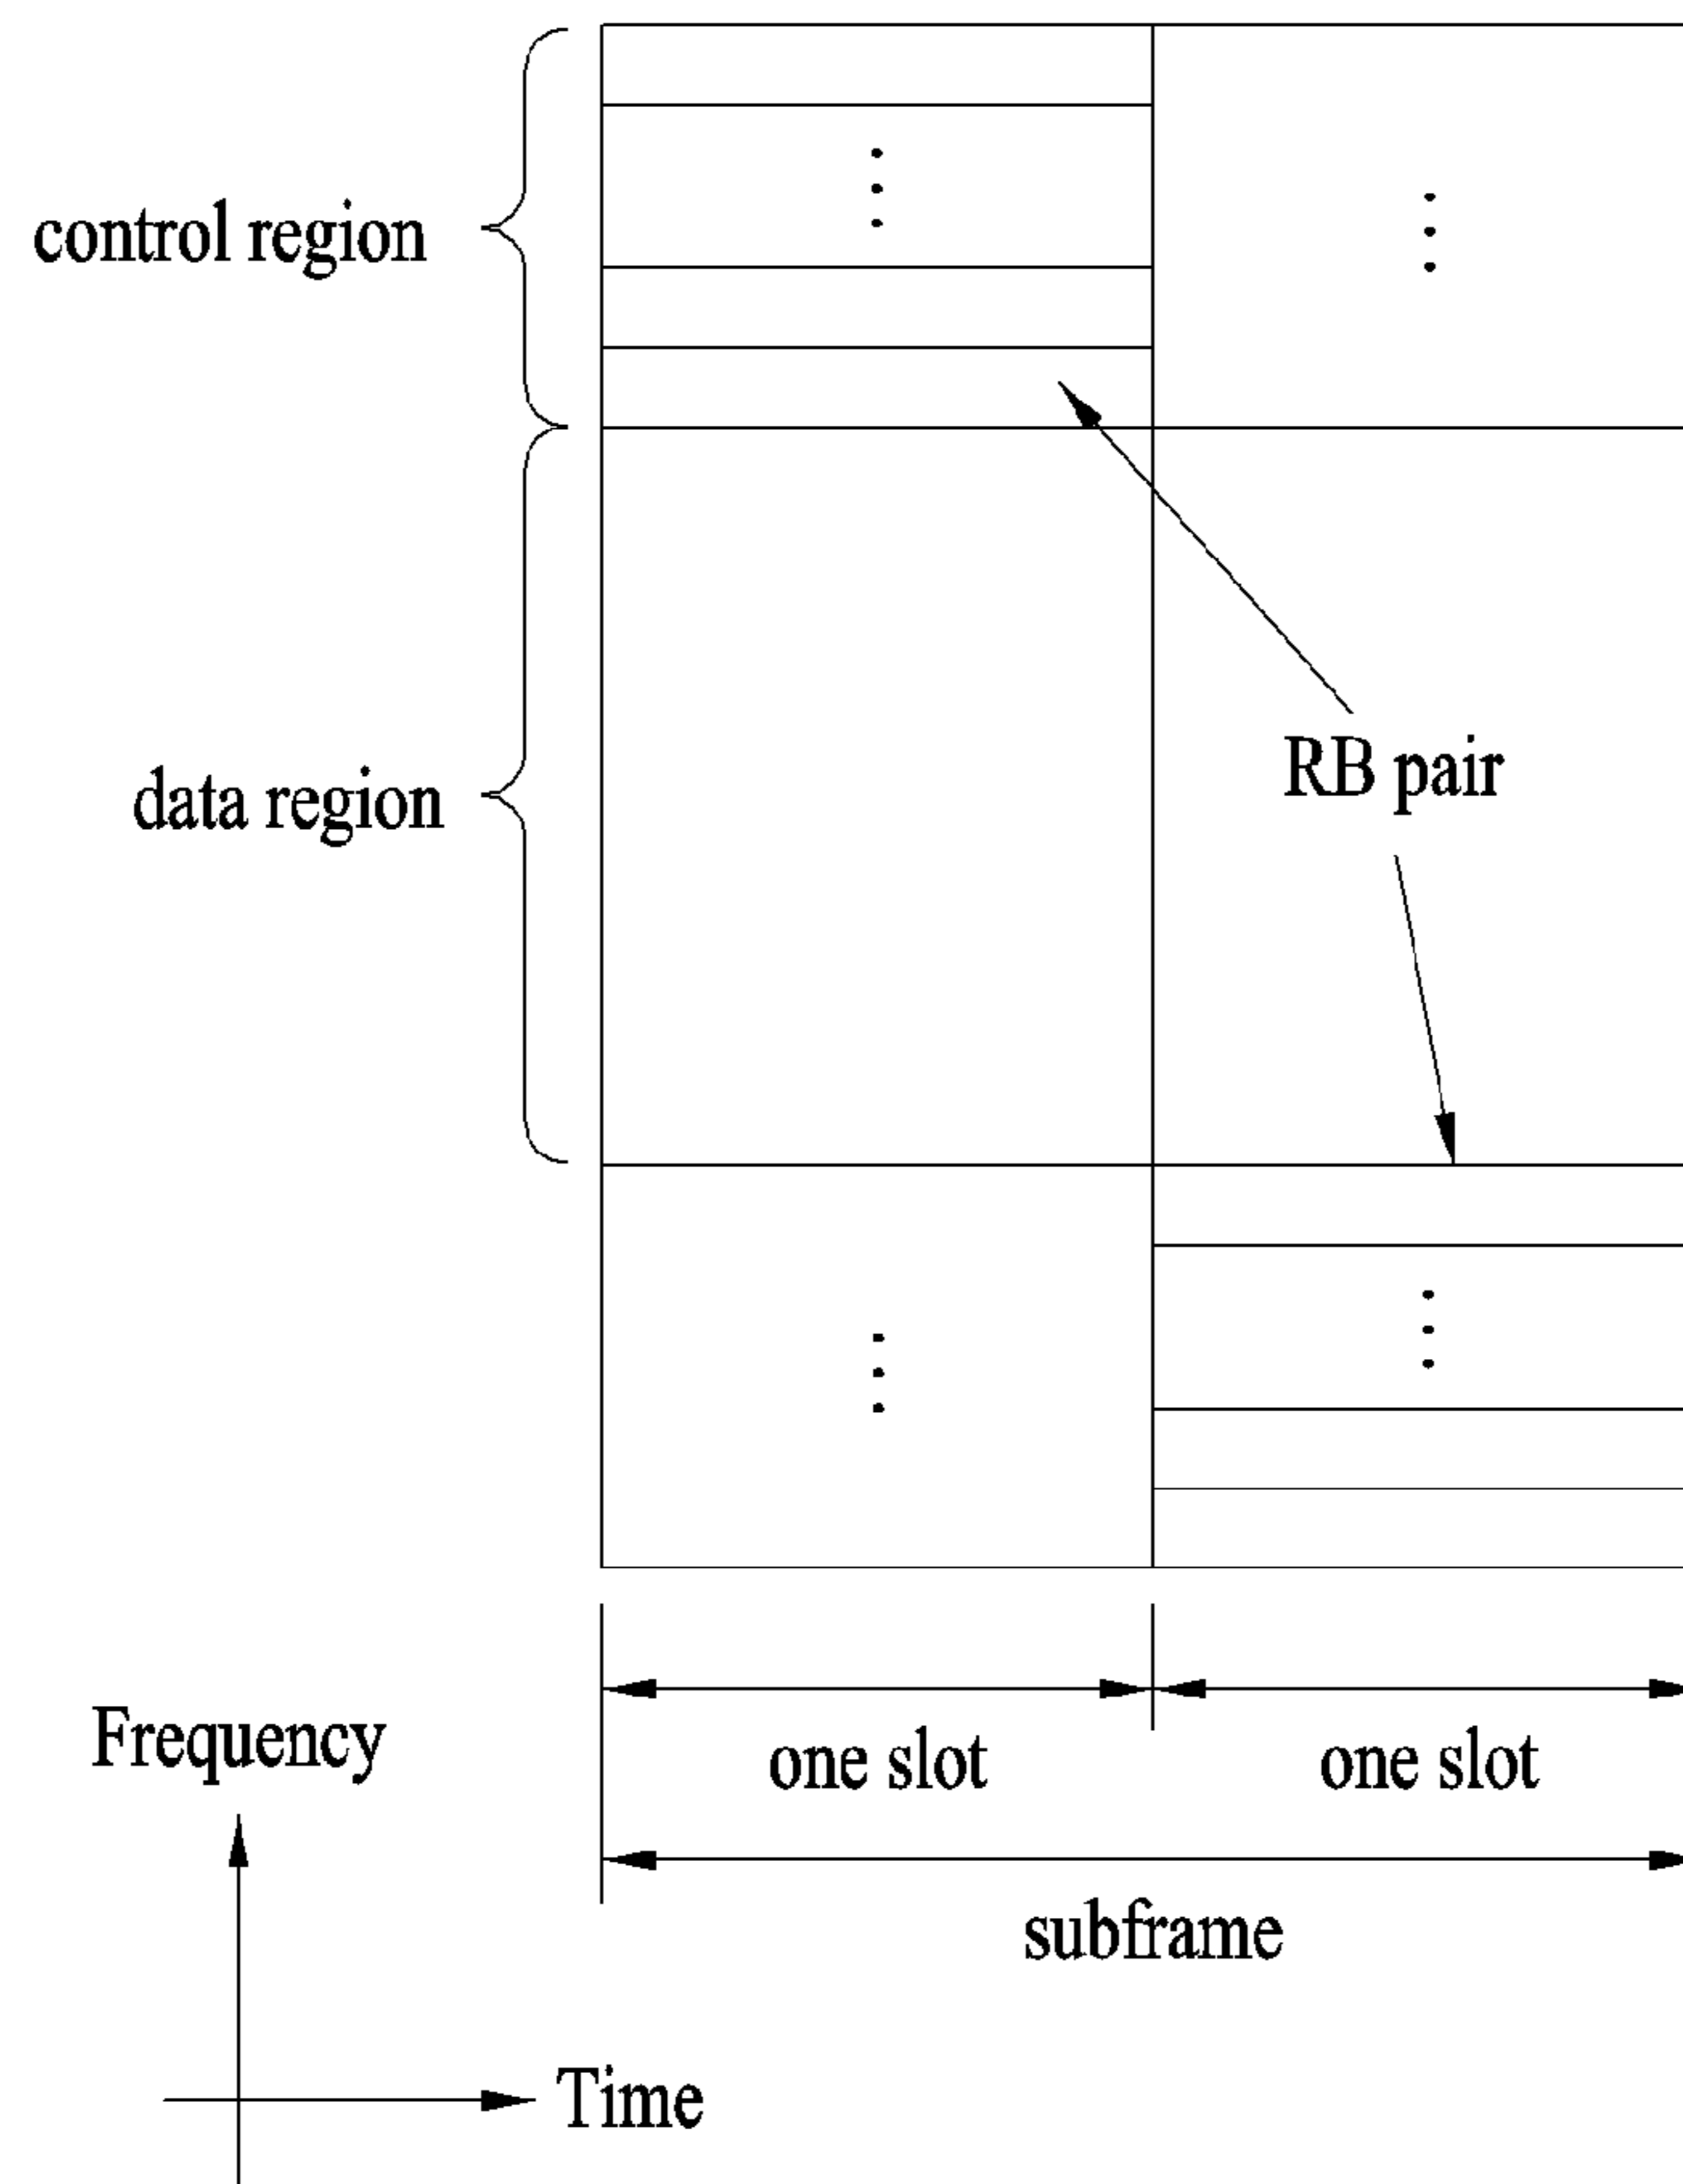 control region
data region
RB pair
one slot
one slot
subframe
Frequency
Time